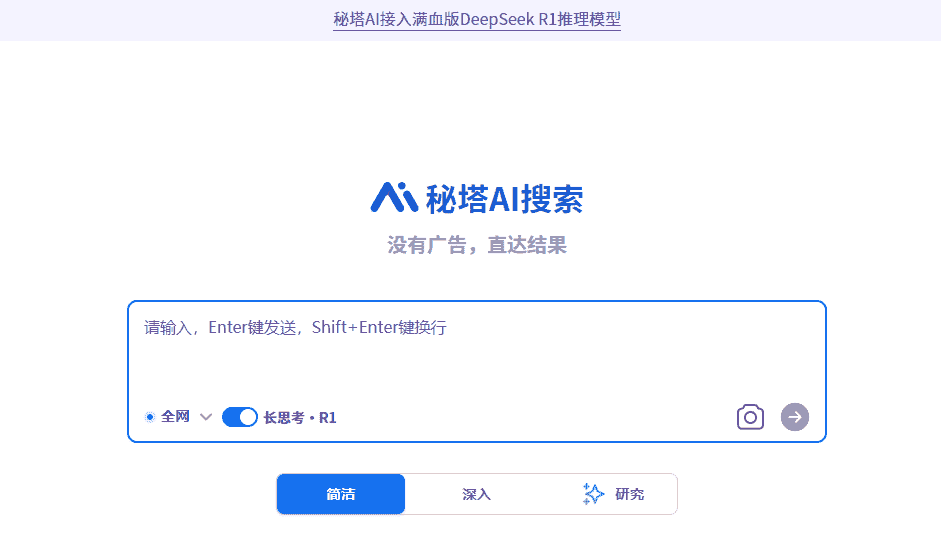 秘塔AI接入满血版DeepSeek R1推理模型
秘塔AI搜索
没有广告，直达结果
请输入，Enter键发送，Shift+Enter键换行
全网 长思考·R1
简洁 深入 研究